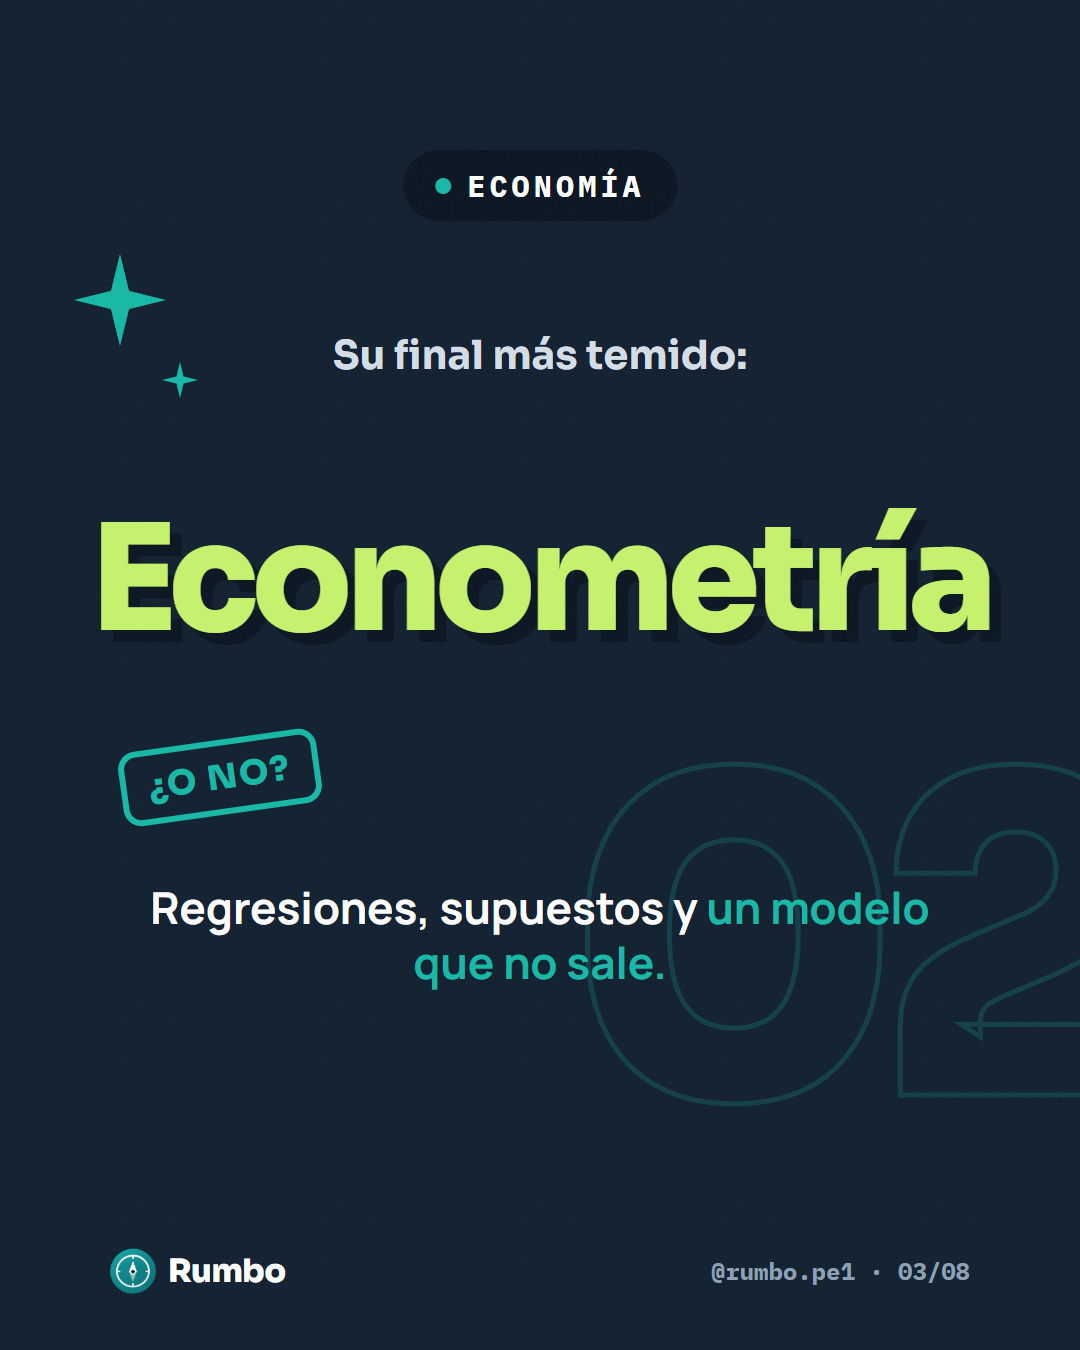 ECONOMÍA
Su final más temido:
Econometría
¿O NO?
02
Regresiones, supuestos y un modelo
que no sale.
Rumbo
@rumbo.pe1 · 03/08